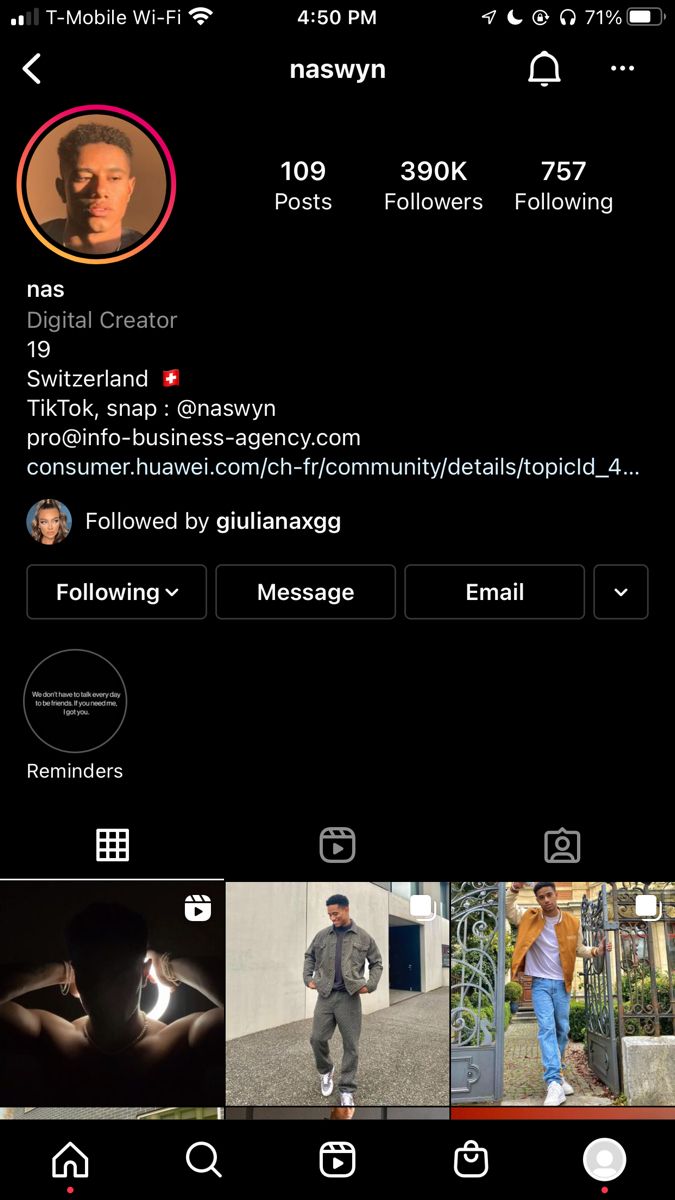 T-Mobile Wi-Fi 4:50 PM 71%
naswyn
109 390K 757
Posts Followers Following
nas
Digital Creator
19
Switzerland 🇨🇭
TikTok, snap : @naswyn
pro@info-business-agency.com
consumer.huawei.com/ch-fr/community/details/topicId_4...
Followed by giulianaxgg
Following Message Email
We don't have to talk every day
to be friends. If you need me,
I got you.
Reminders